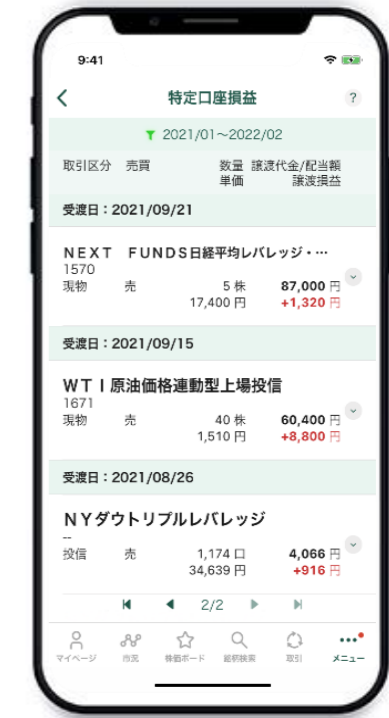 9:41
特定口座損益
?
2021/01～2022/02
取引区分 売買 数量 譲渡代金/配当額
単価 譲渡損益
受渡日：2021/09/21
ＮＥＸＴ ＦＵＮＤＳ日経平均レバレッジ・…
1570
現物 売 5 株 87,000 円
17,400 円 +1,320 円
受渡日：2021/09/15
ＷＴＩ原油価格連動型上場投信
1671
現物 売 40 株 60,400 円
1,510 円 +8,800 円
受渡日：2021/08/26
ＮＹダウトリプルレバレッジ
--
投信 売 1,174 口 4,066 円
34,639 円 +916 円
2/2
マイページ 市況 株価ボード 銘柄検索 取引 メニュー